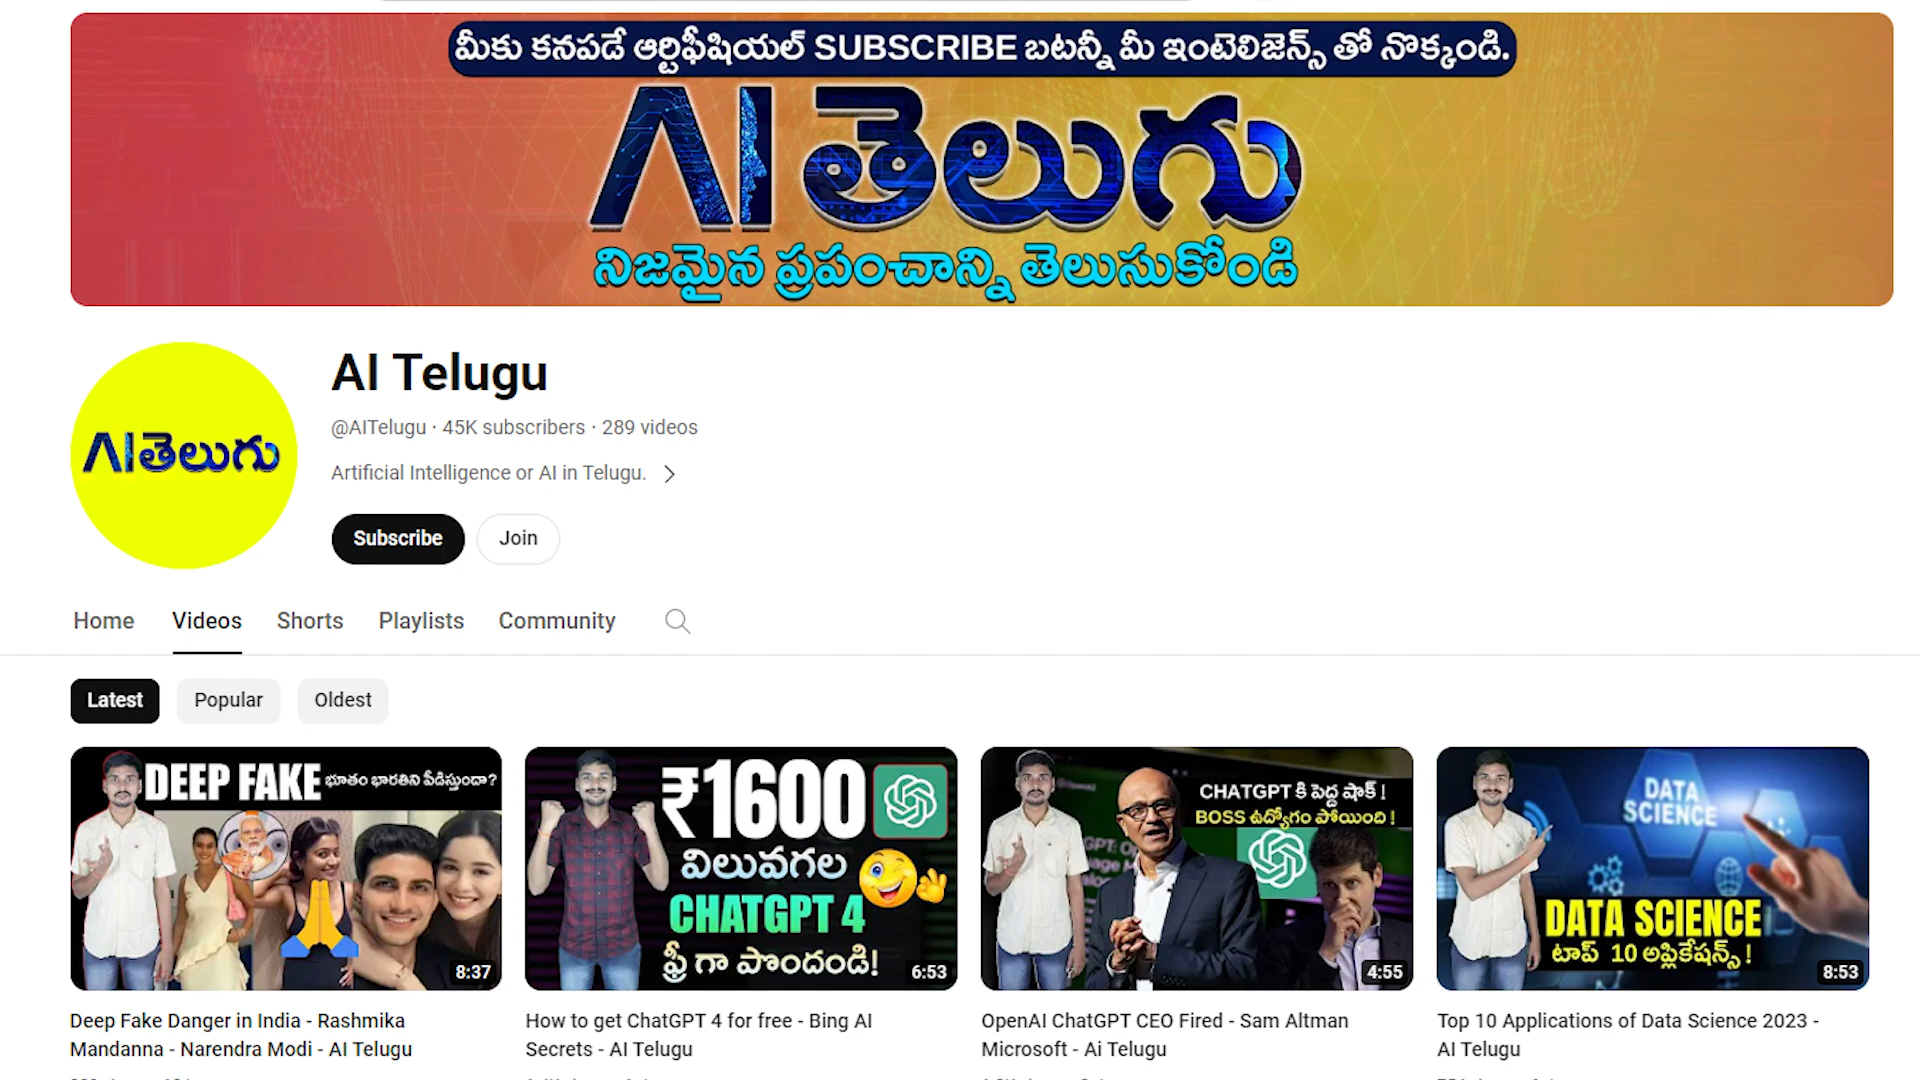 మీకు కనపడే ఆర్టిఫీషియల్ SUBSCRIBE బటన్ని మీ ఇంటెలిజెన్స్ తో నొక్కండి.
AI తెలుగు
నిజమైన ప్రపంచాన్ని తెలుసుకోండి
AI తెలుగు
AI Telugu
@AITelugu · 45K subscribers · 289 videos
Artificial Intelligence or AI in Telugu.
Subscribe
Join
Home Videos Shorts Playlists Community
Latest Popular Oldest
DEEP FAKE భూతం భారతిని పీడిస్తుందా?
8:37
Deep Fake Danger in India - Rashmika
Mandanna - Narendra Modi - AI Telugu
₹1600
విలువగల
CHATGPT 4
ఫ్రీ గా పొందండి!
6:53
How to get ChatGPT 4 for free - Bing AI
Secrets - AI Telugu
CHATGPT కి పెద్ద షాక్ !
BOSS ఉద్యోగం పోయింది !
4:55
OpenAI ChatGPT CEO Fired - Sam Altman
Microsoft - Ai Telugu
DATA
SCIENCE
DATA SCIENCE
టాప్ 10 అప్లికేషన్స్ !
8:53
Top 10 Applications of Data Science 2023 -
AI Telugu